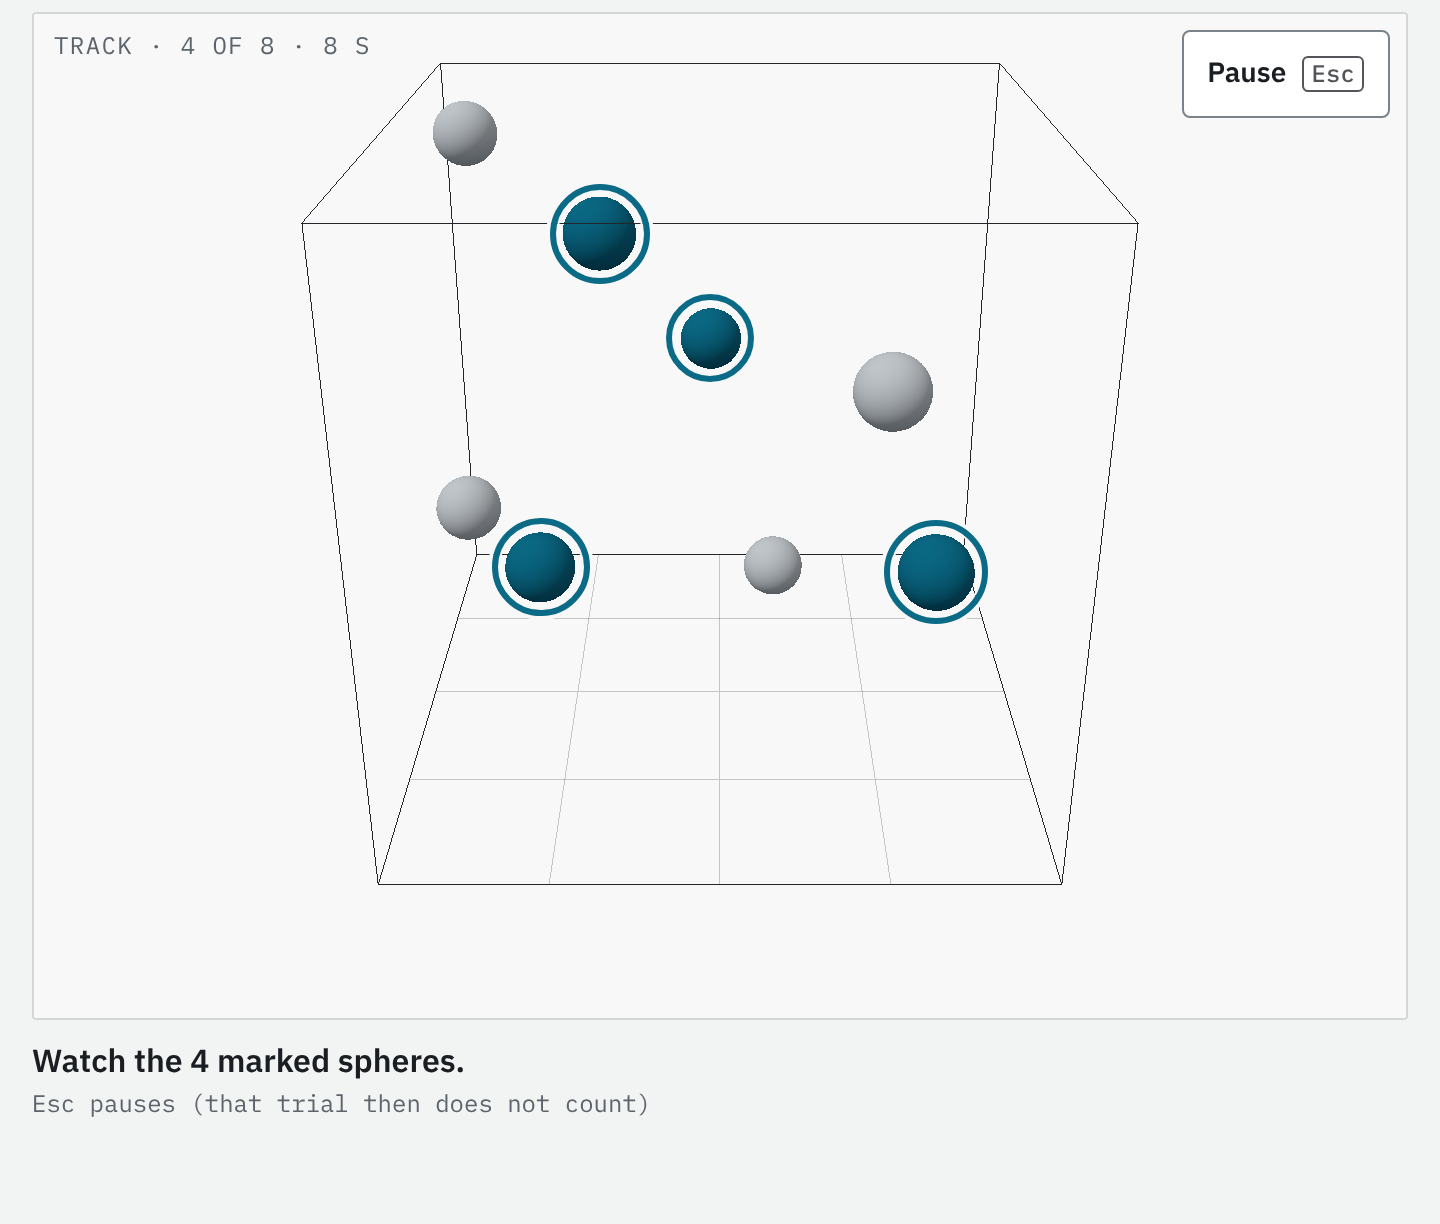 TRACK · 4 OF 8 · 8 S
Pause Esc
Watch the 4 marked spheres.
Esc pauses (that trial then does not count)